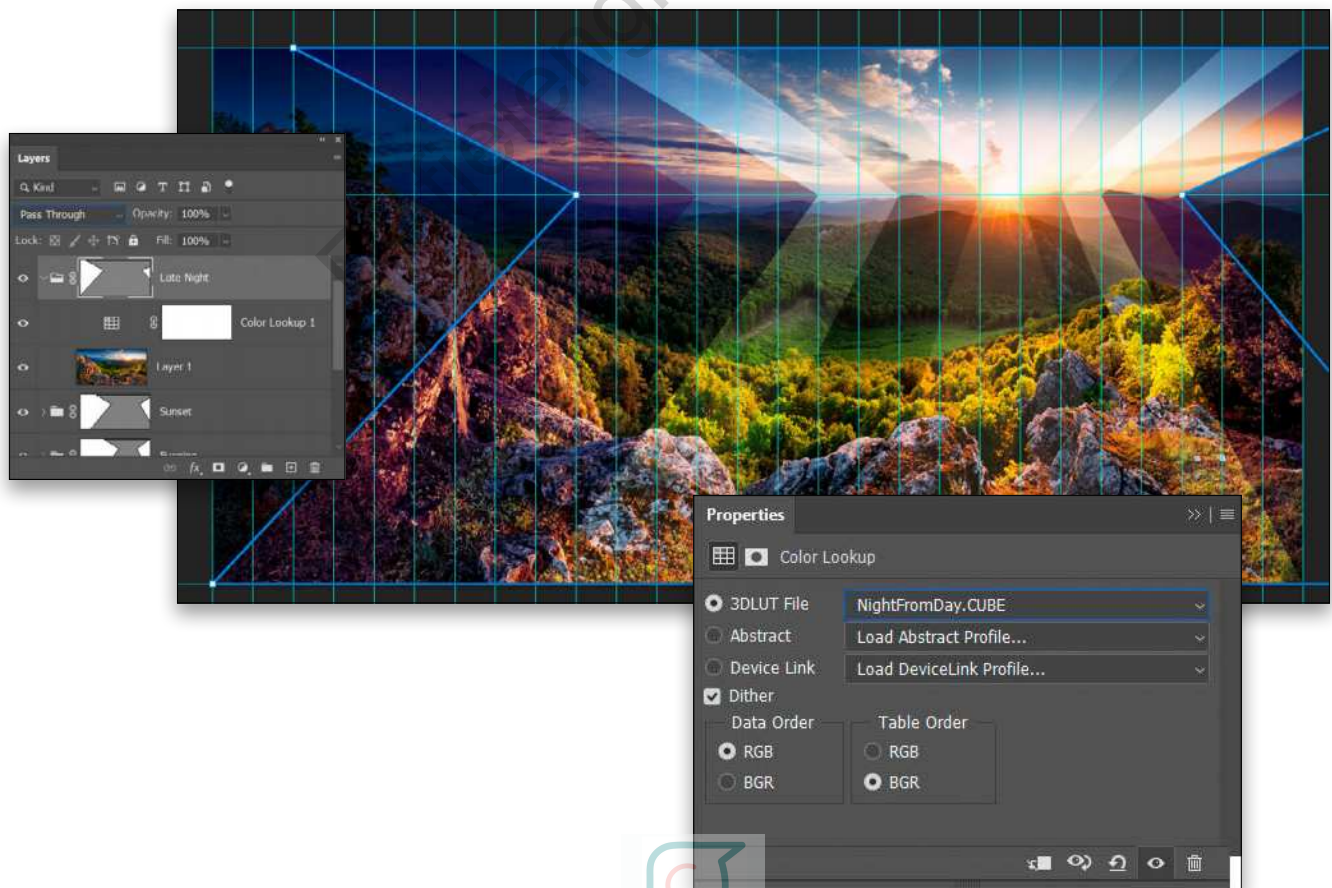 Layers
Kind
Pass Through Opacity: 100%
Lock: Fill: 100%
Late Night
Color Lookup 1
Layer 1
Sunset
fx
Properties
Color Lookup
3DLUT File NightFromDay.CUBE
Abstract Load Abstract Profile...
Device Link Load DeviceLink Profile...
Dither
Data Order Table Order
RGB RGB
BGR BGR